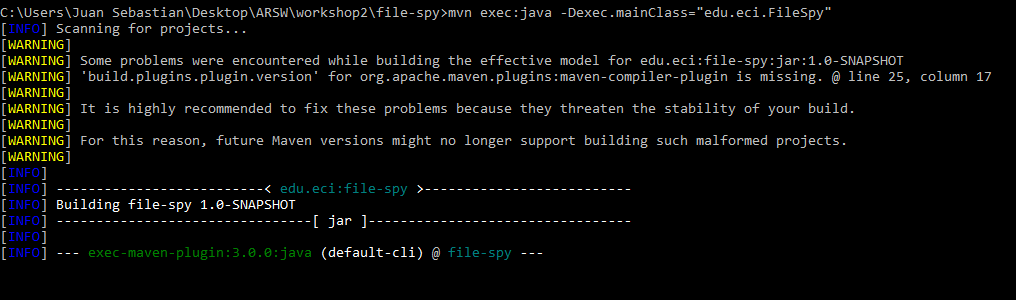 C:\Users\Juan Sebastian\Desktop\ARSW\workshop2\file-spy>mvn exec:java -Dexec.mainClass="edu.eci.FileSpy"
[INFO] Scanning for projects...
[WARNING]
[WARNING] Some problems were encountered while building the effective model for edu.eci:file-spy:jar:1.0-SNAPSHOT
[WARNING] 'build.plugins.plugin.version' for org.apache.maven.plugins:maven-compiler-plugin is missing. @ line 25, column 17
[WARNING]
[WARNING] It is highly recommended to fix these problems because they threaten the stability of your build.
[WARNING]
[WARNING] For this reason, future Maven versions might no longer support building such malformed projects.
[WARNING]
[INFO]
[INFO] --------------------------< edu.eci:file-spy >--------------------------
[INFO] Building file-spy 1.0-SNAPSHOT
[INFO] --------------------------------[ jar ]---------------------------------
[INFO]
[INFO] --- exec-maven-plugin:3.0.0:java (default-cli) @ file-spy ---